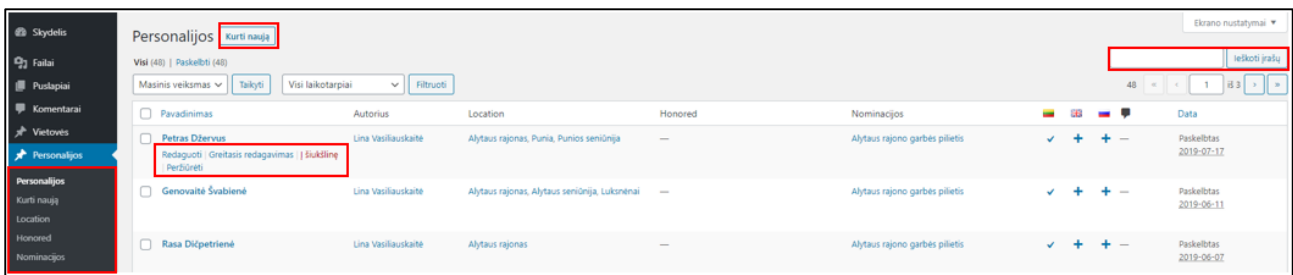 Skydelis
Failai
Puslapiai
Komentarai
Vietovės
Personalijos
Personalijos
Kurti naują
Location
Honored
Nominacijos
Ekrano nustatymai ▼
Personalijos Kurti naują
Visi (48) | Paskelbti (48)
Ieškoti įrašų
Masinis veiksmas Taikyti Visi laikotarpiai Filtruoti
48 « ‹ 1 iš 3 › »
Pavadinimas Autorius Location Honored Nominacijos Data
Petras Džervus Lina Vasiliauskaitė Alytaus rajonas, Punia, Punios seniūnija — Alytaus rajono garbės pilietis — Paskelbtas
2019-07-17
Redaguoti | Greitasis redagavimas | Į šiukšlinę
| Peržiūrėti
Genovaitė Švabienė Lina Vasiliauskaitė Alytaus rajonas, Alytaus seniūnija, Luksnėnai — Alytaus rajono garbės pilietis — Paskelbtas
2019-06-11
Rasa Dičpetrienė Lina Vasiliauskaitė Alytaus rajonas — Alytaus rajono garbės pilietis — Paskelbtas
2019-06-07